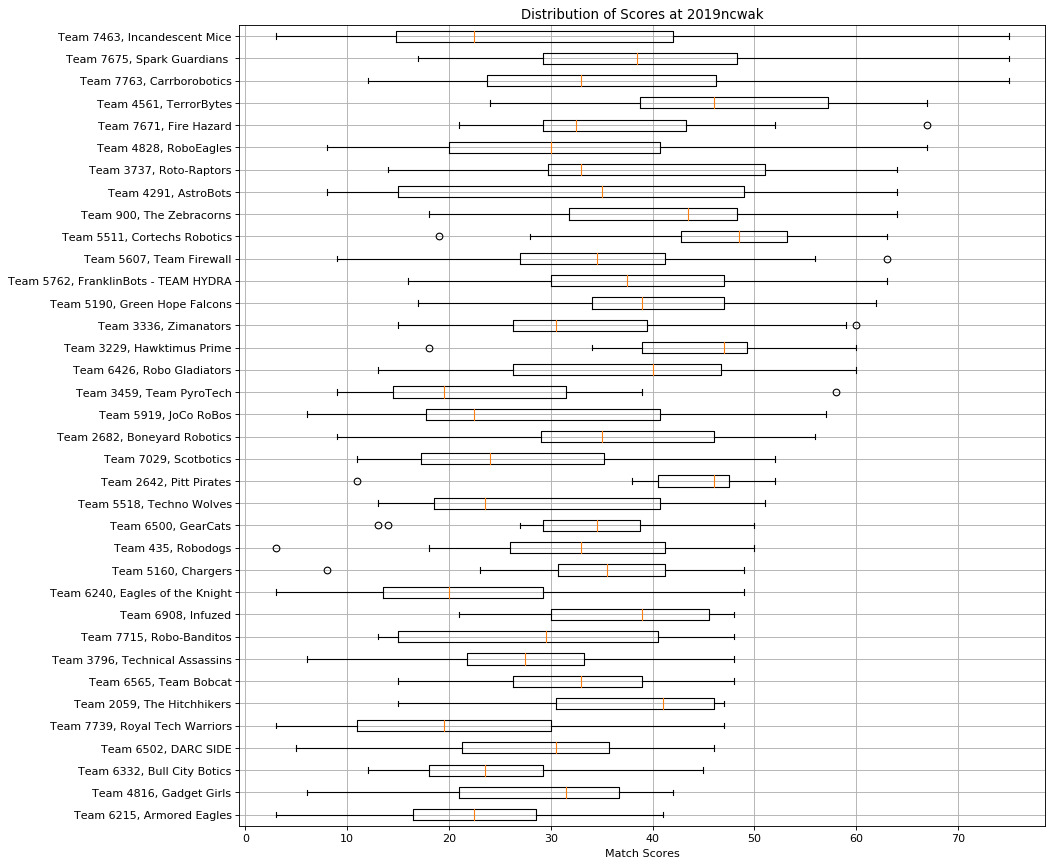 Distribution of Scores at 2019ncwak
Team 7463, Incandescent Mice
Team 7675, Spark Guardians
Team 7763, Carrborobotics
Team 4561, TerrorBytes
Team 7671, Fire Hazard
Team 4828, RoboEagles
Team 3737, Roto-Raptors
Team 4291, AstroBots
Team 900, The Zebracorns
Team 5511, Cortechs Robotics
Team 5607, Team Firewall
Team 5762, FranklinBots - TEAM HYDRA
Team 5190, Green Hope Falcons
Team 3336, Zimanators
Team 3229, Hawktimus Prime
Team 6426, Robo Gladiators
Team 3459, Team PyroTech
Team 5919, JoCo RoBos
Team 2682, Boneyard Robotics
Team 7029, Scotbotics
Team 2642, Pitt Pirates
Team 5518, Techno Wolves
Team 6500, GearCats
Team 435, Robodogs
Team 5160, Chargers
Team 6240, Eagles of the Knight
Team 6908, Infuzed
Team 7715, Robo-Banditos
Team 3796, Technical Assassins
Team 6565, Team Bobcat
Team 2059, The Hitchhikers
Team 7739, Royal Tech Warriors
Team 6502, DARC SIDE
Team 6332, Bull City Botics
Team 4816, Gadget Girls
Team 6215, Armored Eagles
0 10 20 30 40 50 60 70
Match Scores